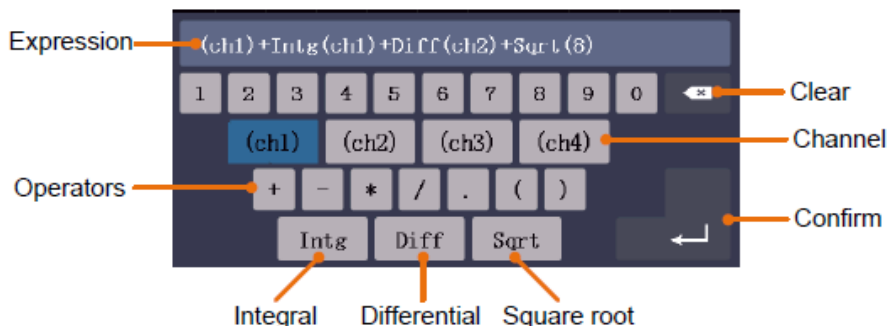 Expression (ch1)+Intg(ch1)+Diff(ch2)+Sqrt(8)
1 2 3 4 5 6 7 8 9 0 Clear
(ch1) (ch2) (ch3) (ch4) Channel
Operators + - * / . ( )
Confirm
Intg Diff Sqrt
Integral Differential Square root